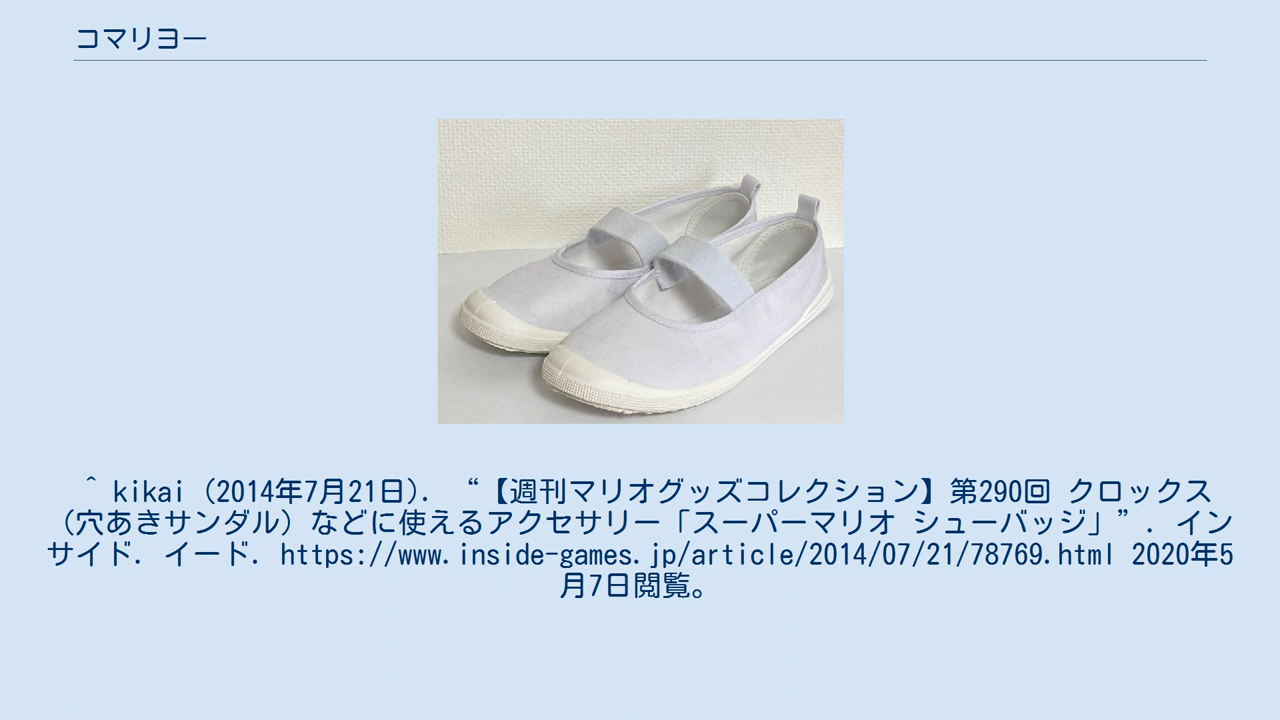 コマリヨー
^ kikai (2014年7月21日). “【週刊マリオグッズコレクション】第290回 クロックス
（穴あきサンダル）などに使えるアクセサリー「スーパーマリオ シューバッジ」”. イン
サイド. イード. https://www.inside-games.jp/article/2014/07/21/78769.html 2020年5
月7日閲覧。